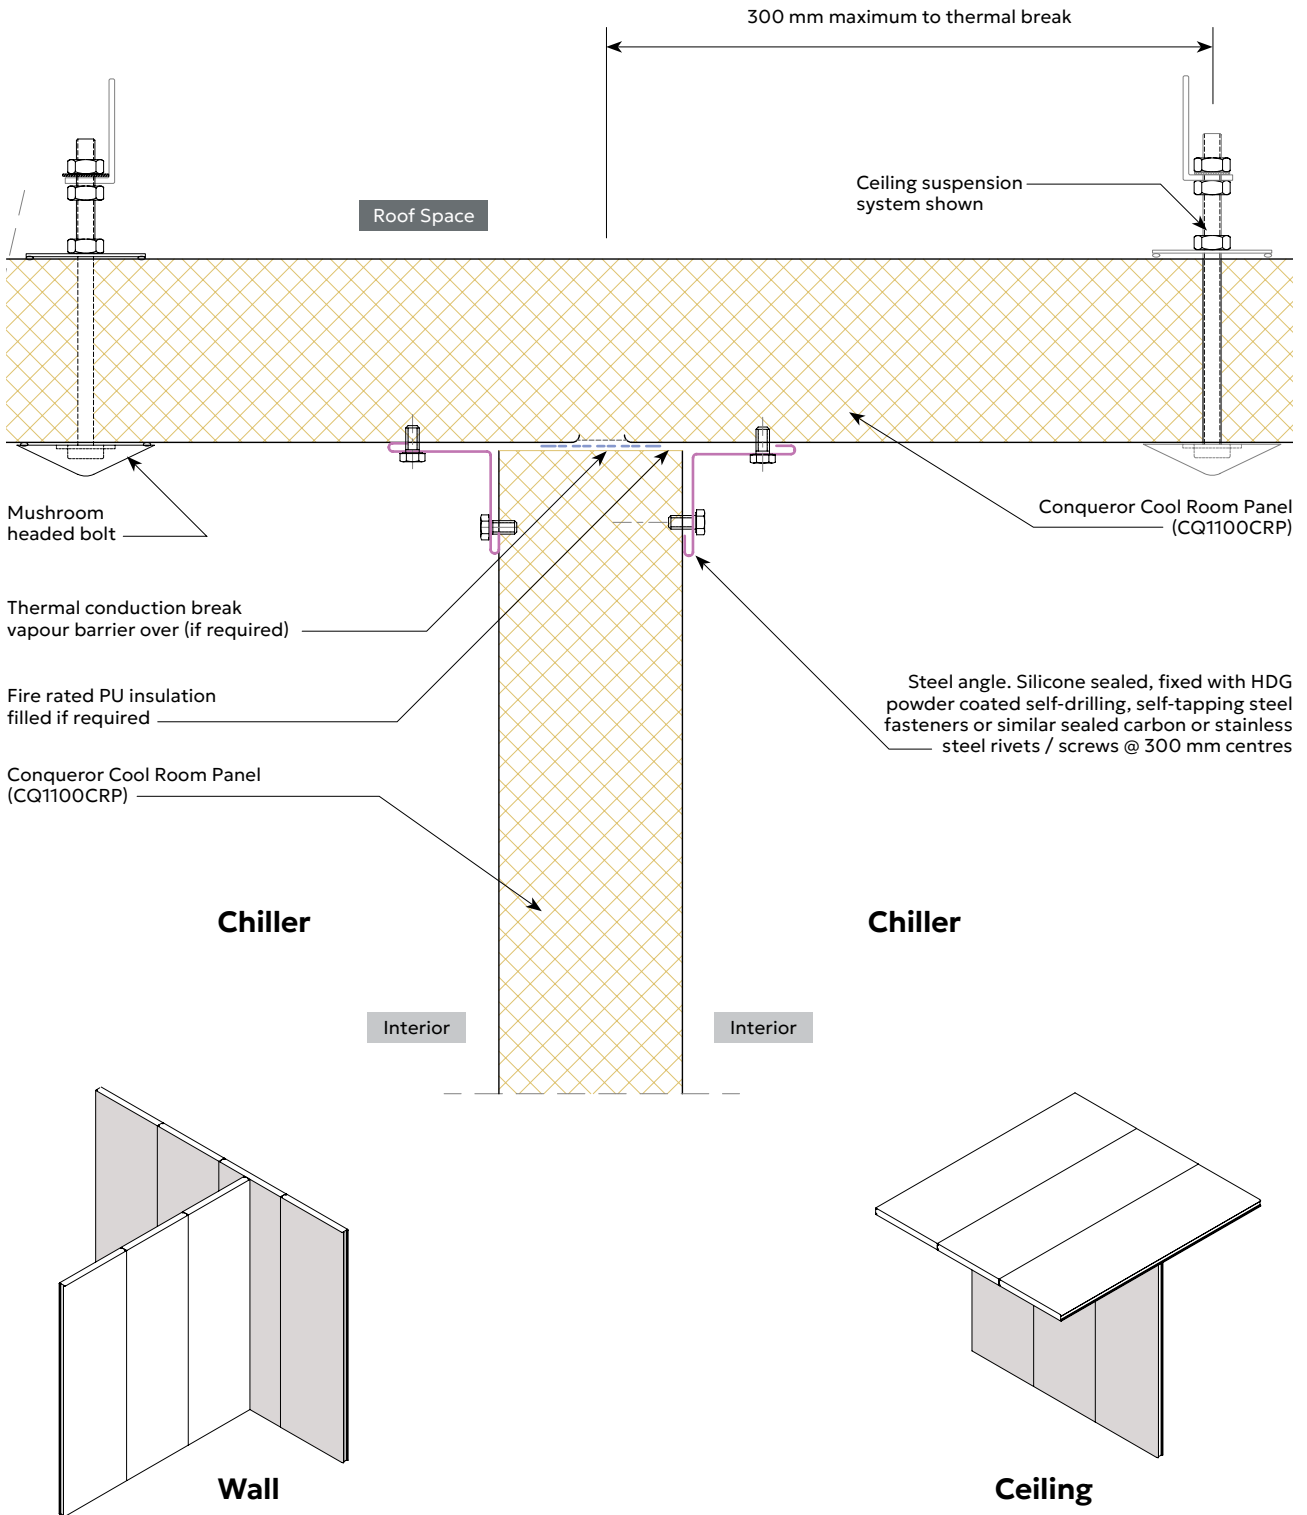 300 mm maximum to thermal break
Ceiling suspension
system shown
Roof Space
Mushroom
headed bolt
Conqueror Cool Room Panel
(CQ1100CRP)
Thermal conduction break
vapour barrier over (if required)
Fire rated PU insulation
filled if required
Steel angle. Silicone sealed, fixed with HDG
powder coated self-drilling, self-tapping steel
fasteners or similar sealed carbon or stainless
steel rivets / screws @ 300 mm centres
Conqueror Cool Room Panel
(CQ1100CRP)
Chiller
Chiller
Interior
Interior
Wall
Ceiling